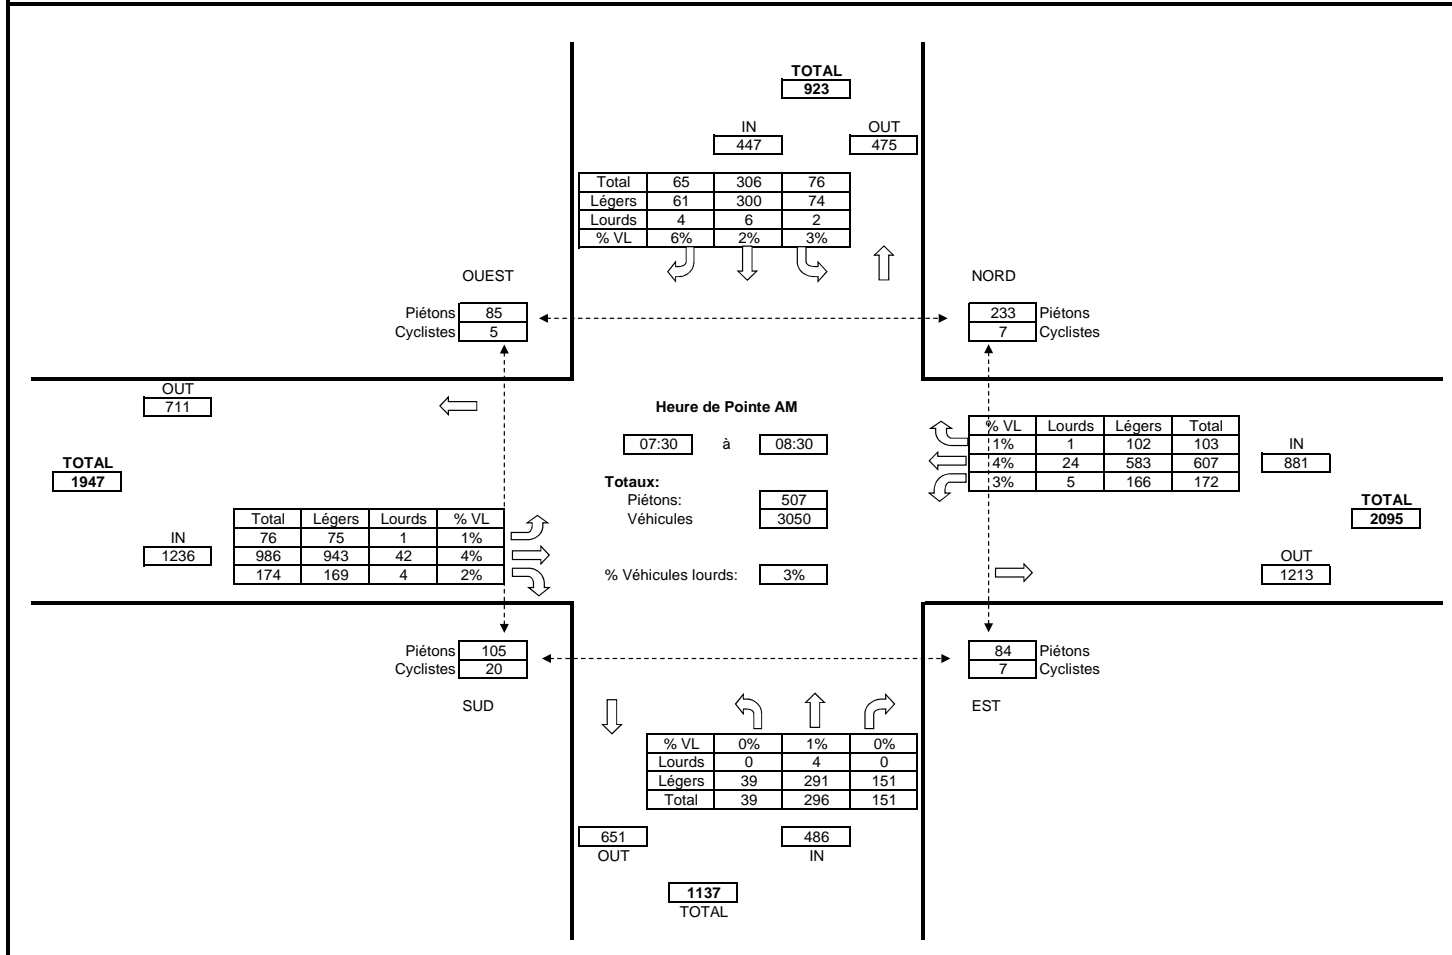 TOTAL
923
IN OUT
447 475
Total 65 306 76
Légers 61 300 74
Lourds 4 6 2
% VL 6% 2% 3%
OUEST NORD
Piétons 85 233 Piétons
Cyclistes 5 7 Cyclistes
OUT
711
Heure de Pointe AM
07:30 à 08:30
% VL Lourds Légers Total
1% 1 102 103
4% 24 583 607
3% 5 166 172
IN
881
TOTAL
1947
Totaux:
Piétons: 507
Véhicules 3050
TOTAL
2095
Total Légers Lourds % VL
76 75 1 1%
986 943 42 4%
174 169 4 2%
IN
1236
OUT
1213
% Véhicules lourds: 3%
Piétons 105 84 Piétons
Cyclistes 20 7 Cyclistes
SUD EST
% VL 0% 1% 0%
Lourds 0 4 0
Légers 39 291 151
Total 39 296 151
651 486
OUT IN
1137
TOTAL